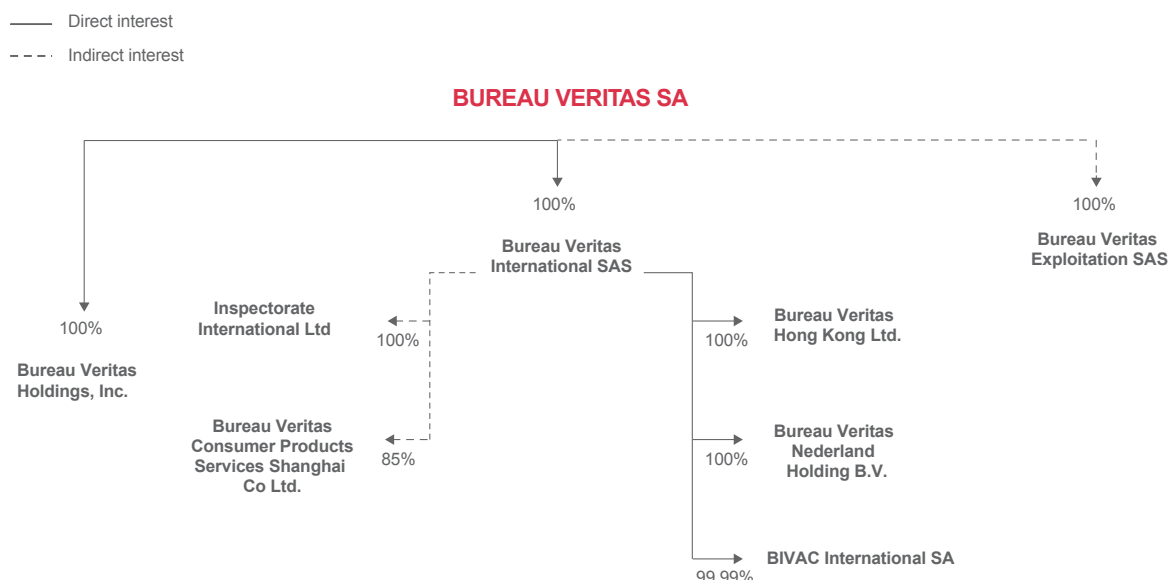 Direct interest
Indirect interest
BUREAU VERITAS SA
100%
Bureau Veritas
International SAS
100%
Bureau Veritas
Exploitation SAS
100%
Bureau Veritas
Holdings, Inc.
Inspectorate
International Ltd
100%
Bureau Veritas
Hong Kong Ltd.
100%
Bureau Veritas
Consumer Products
Services Shanghai
Co Ltd.
85%
Bureau Veritas
Nederland
Holding B.V.
100%
BIVAC International SA
99.99%